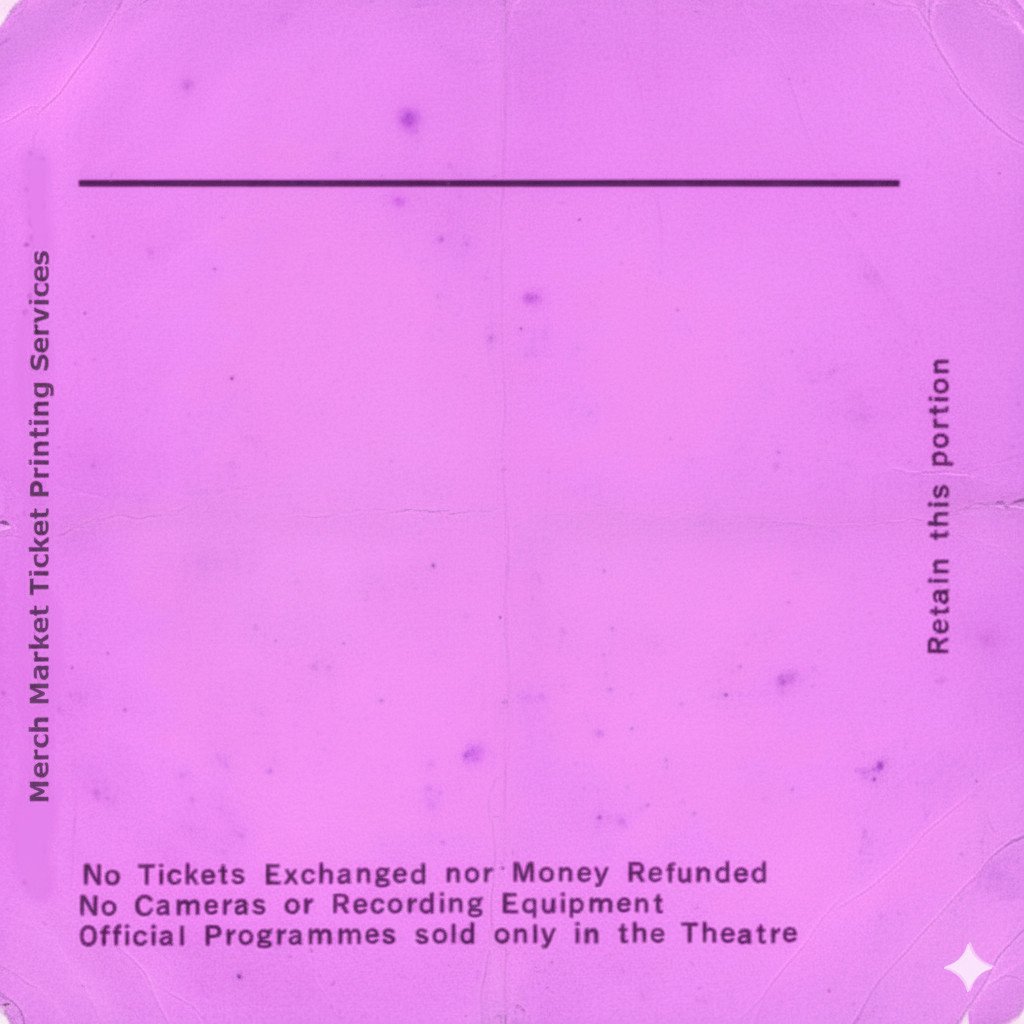 Merch Market Ticket Printing Services
Retain this portion
No Tickets Exchanged nor Money Refunded
No Cameras or Recording Equipment
Official Programmes sold only in the Theatre